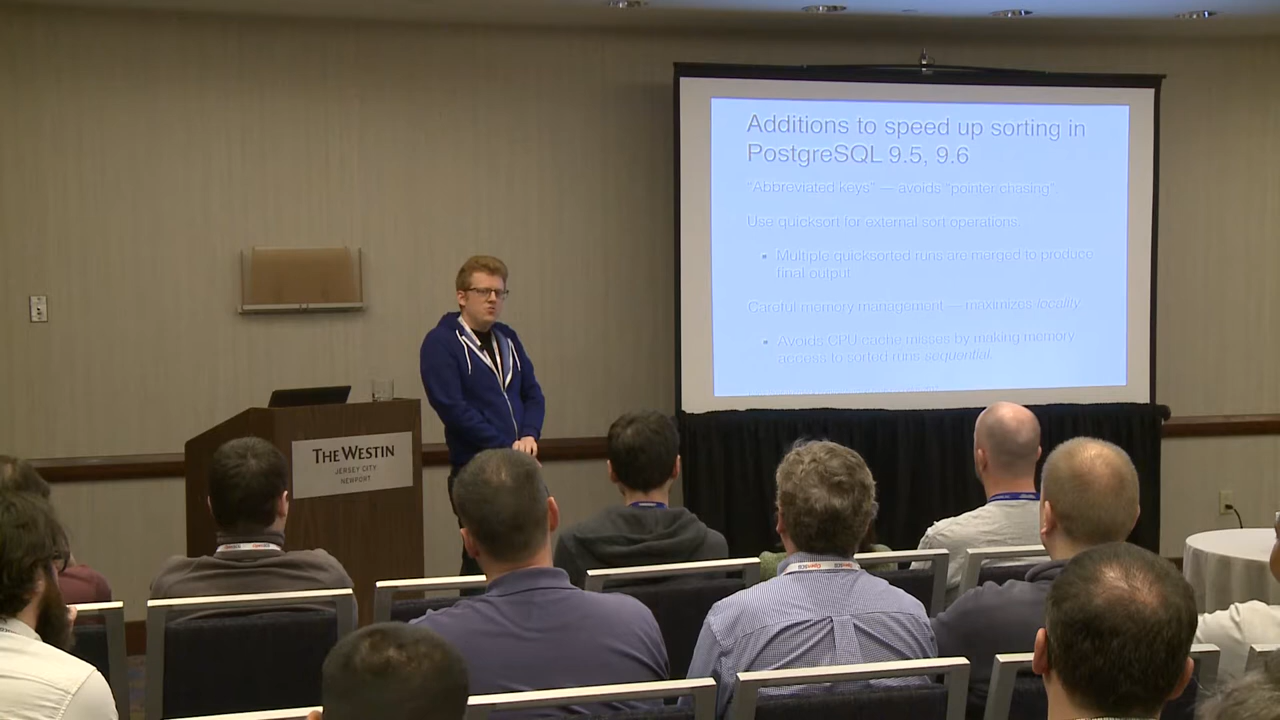 Additions to speed up sorting in
PostgreSQL 9.5, 9.6
“Abbreviated keys” — avoids “pointer chasing”.
Use quicksort for external sort operations.
▪ Multiple quicksorted runs are merged to produce
final output.
Careful memory management — maximizes locality.
▪ Avoids CPU cache misses by making memory
access to sorted runs sequential.
THE WESTIN
JERSEY CITY
NEWPORT